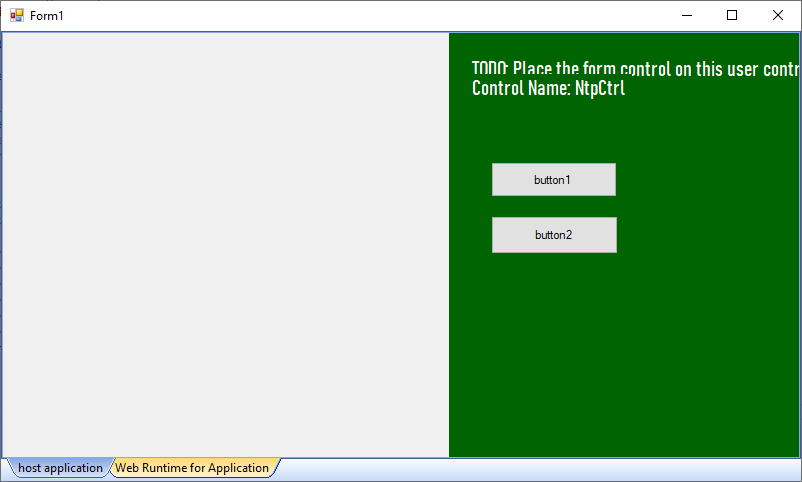 Form1
TODO: Place the form control on this user contr
Control Name: NtpCtrl
button1
button2
host application
Web Runtime for Application